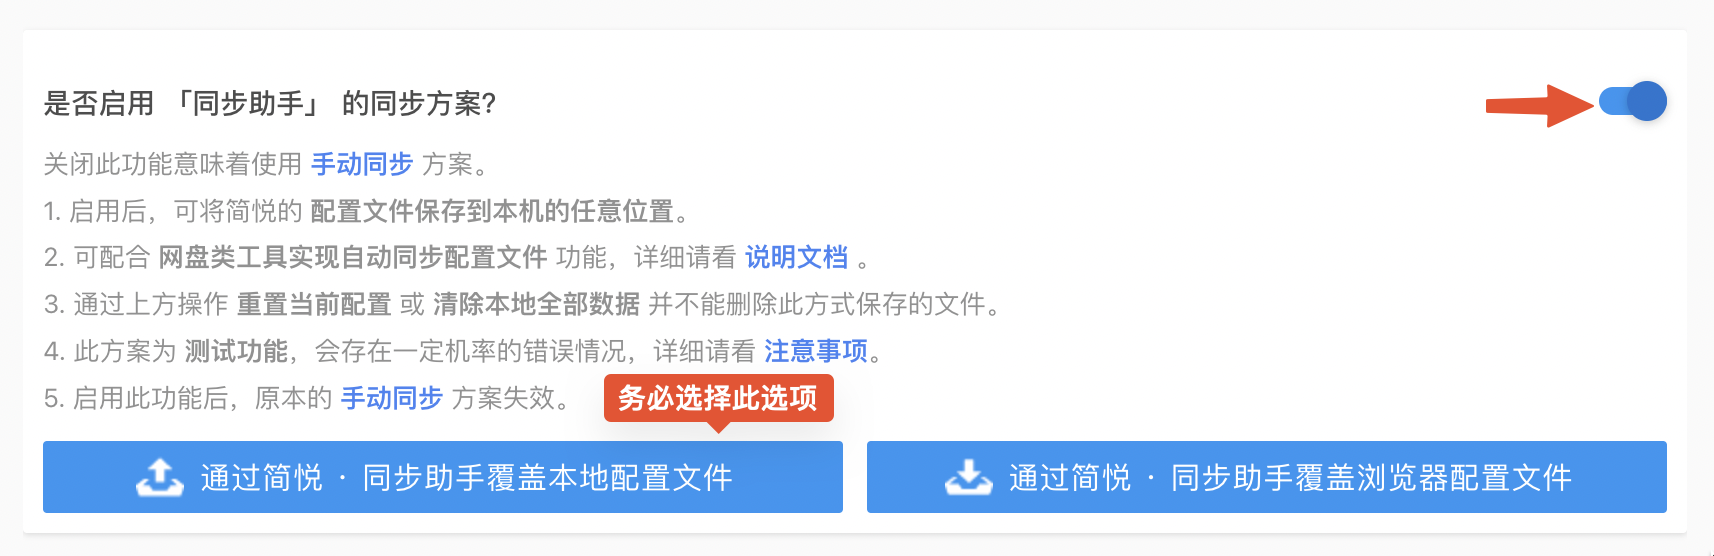 是否启用 「同步助手」 的同步方案?
关闭此功能意味着使用 手动同步 方案。
1. 启用后，可将简悦的 配置文件保存到本机的任意位置。
2. 可配合 网盘类工具实现自动同步配置文件 功能，详细请看 说明文档 。
3. 通过上方操作 重置当前配置 或 清除本地全部数据 并不能删除此方式保存的文件。
4. 此方案为 测试功能，会存在一定机率的错误情况，详细请看 注意事项。
5. 启用此功能后，原本的 手动同步 方案失效。
务必选择此选项
通过简悦 · 同步助手覆盖本地配置文件
通过简悦 · 同步助手覆盖浏览器配置文件